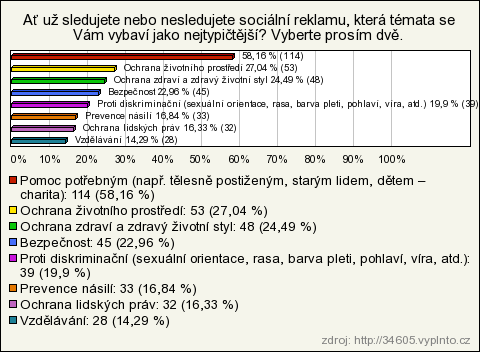 Ať už sledujete nebo nesledujete sociální reklamu, která témata se
Vám vybaví jako nejtypičtější? Vyberte prosím dvě.
58,16 % (114)
Ochrana životního prostředí 27,04 % (53)
Ochrana zdraví a zdravý životní styl 24,49 % (48)
Bezpečnost 22,96 % (45)
Proti diskriminační (sexuální orientace, rasa, barva pleti, pohlaví, víra, atd.) 19,9 % (39)
Prevence násilí 16,84 % (33)
Ochrana lidských práv 16,33 % (32)
Vzdělávání 14,29 % (28)
0% 10% 20% 30% 40% 50% 60% 70% 80% 90% 100%
Pomoc potřebným (např. tělesně postiženým, starým lidem, dětem –
charita): 114 (58,16 %)
Ochrana životního prostředí: 53 (27,04 %)
Ochrana zdraví a zdravý životní styl: 48 (24,49 %)
Bezpečnost: 45 (22,96 %)
Proti diskriminační (sexuální orientace, rasa, barva pleti, pohlaví, víra, atd.):
39 (19,9 %)
Prevence násilí: 33 (16,84 %)
Ochrana lidských práv: 32 (16,33 %)
Vzdělávání: 28 (14,29 %)
zdroj: http://34605.vyplnto.cz